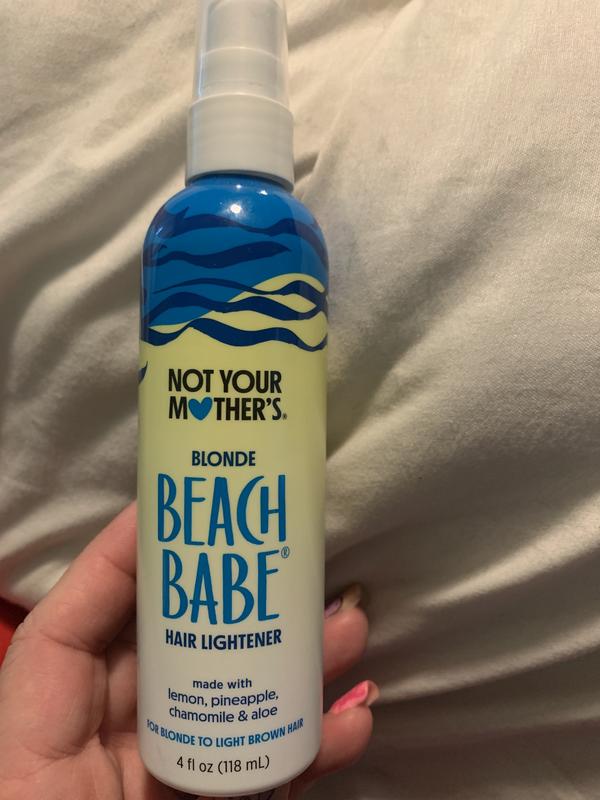 NOT YOUR
MOTHER'S®
BLONDE
BEACH
BABE®
HAIR LIGHTENER
made with
lemon, pineapple,
chamomile & aloe
FOR BLONDE TO LIGHT BROWN HAIR
4 fl oz (118 mL)